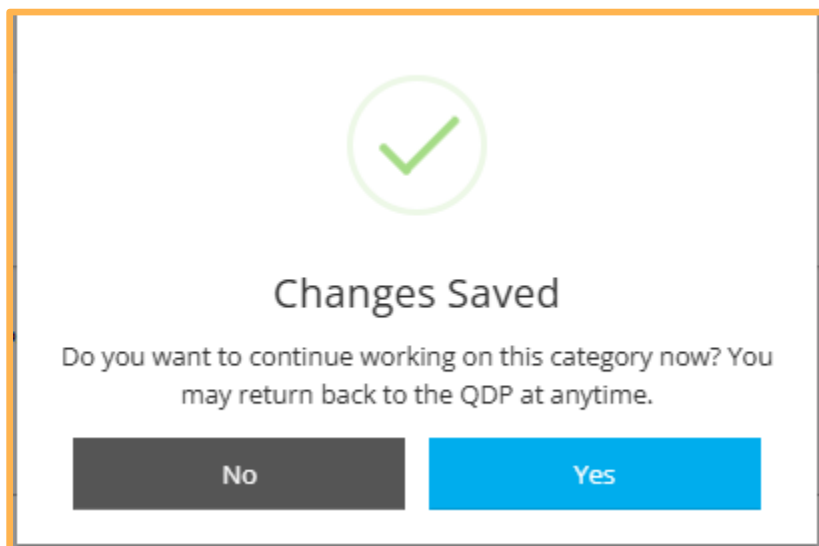 Changes Saved
Do you want to continue working on this category now? You
may return back to the QDP at anytime.
No
Yes